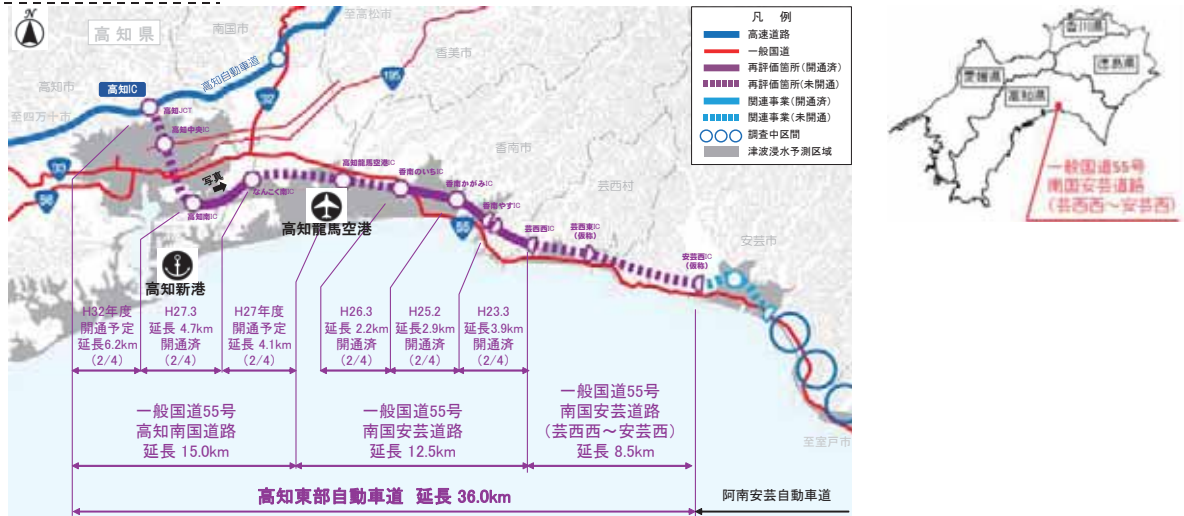 N
高知県
南国市
至高松市
香美市
高知市
高知IC
高知自動車道
195
32
至四万十市
高知JCT
高知中央IC
33
56
写真
高知南IC
なんこく南IC
高知龍馬空港IC
香南のいちIC
香南かがみIC
香南やすIC
香南市
芸西村
芸西西IC
芸西東IC
(仮称)
安芸市
安芸西IC
(仮称)
55
高知龍馬空港
高知新港
至室戸市
凡 例
高速道路
一般国道
再評価箇所(開通済)
再評価箇所(未開通)
関連事業(開通済)
関連事業(未開通)
調査中区間
津波浸水予測区域
H32年度
開通予定
延長6.2km
(2/4)
H27.3
延長 4.7km
開通済
(2/4)
H27年度
開通予定
延長 4.1km
(2/4)
H26.3
延長 2.2km
開通済
(2/4)
H25.2
延長2.9km
開通済
(2/4)
H23.3
延長3.9km
開通済
(2/4)
一般国道55号
高知南国道路
延長 15.0km
一般国道55号
南国安芸道路
延長 12.5km
一般国道55号
南国安芸道路
(芸西西~安芸西)
延長 8.5km
高知東部自動車道 延長 36.0km
阿南安芸自動車道
香川県
徳島県
愛媛県
高知県
一般国道55号
南国安芸道路
(芸西西~安芸西)